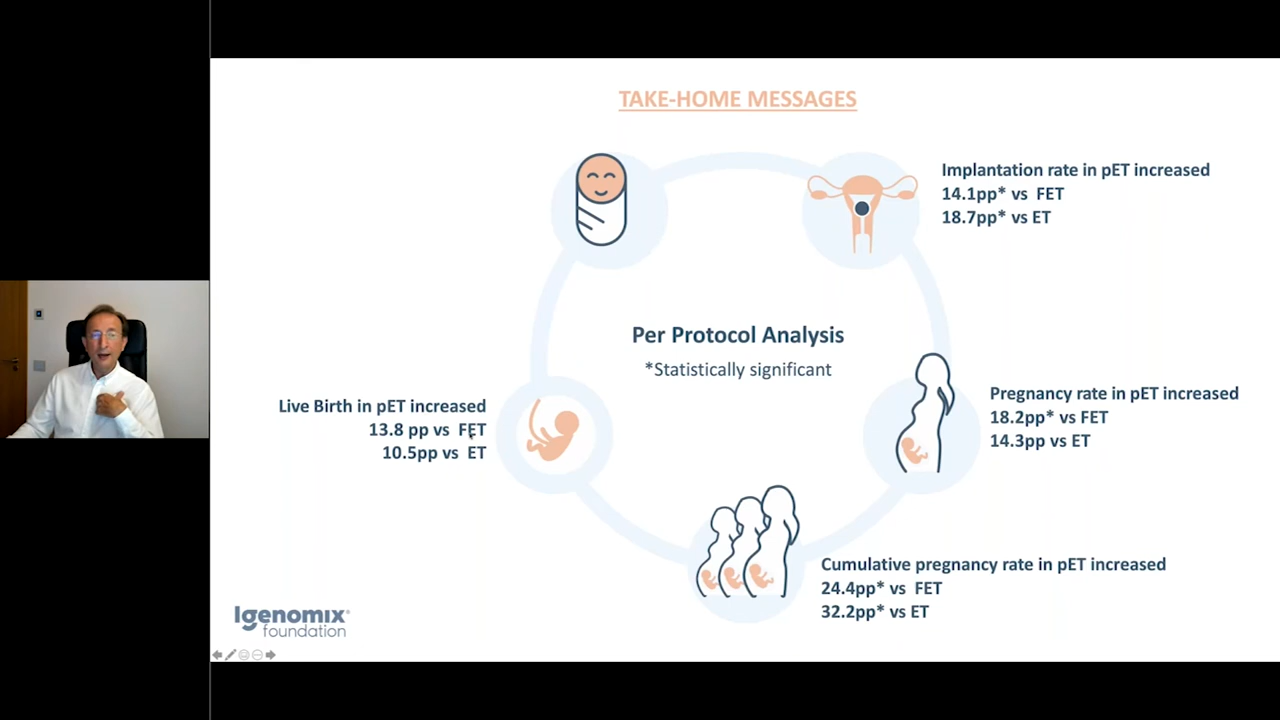 TAKE-HOME MESSAGES
Implantation rate in pET increased
14.1pp* vs FET
18.7pp* vs ET
Per Protocol Analysis
*Statistically significant
Pregnancy rate in pET increased
18.2pp* vs FET
14.3pp vs ET
Live Birth in pET increased
13.8 pp vs FET
10.5pp vs ET
Cumulative pregnancy rate in pET increased
24.4pp* vs FET
32.2pp* vs ET
Igenomix
foundation